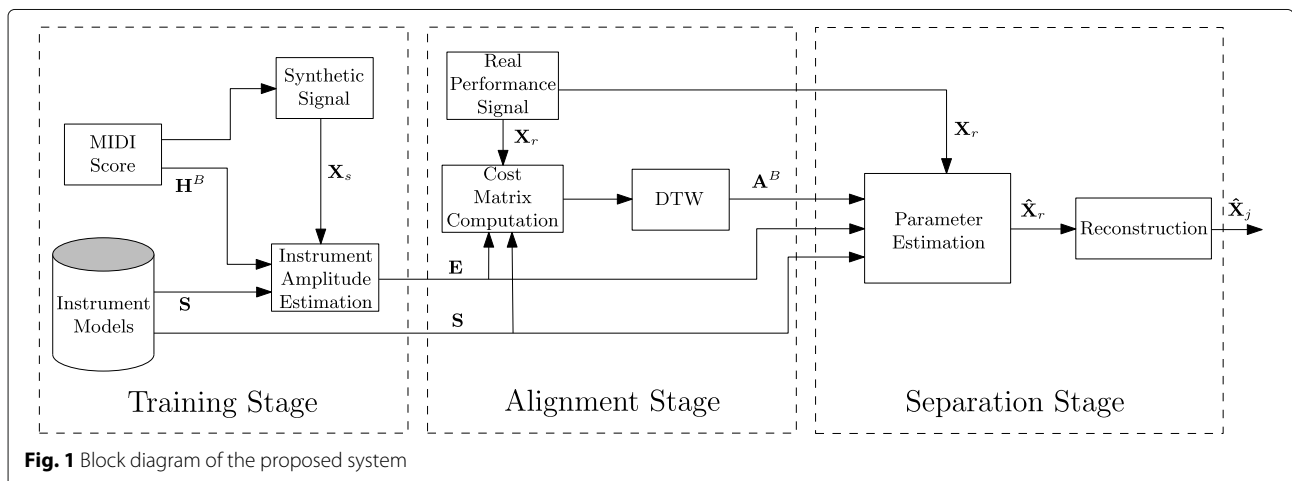 Synthetic
Signal
MIDI
Score
X_s
H^B
Instrument
Models
S
Instrument
Amplitude
Estimation
Training Stage
Real
Performance
Signal
X_r
Cost
Matrix
Computation
DTW
A^B
E
S
Alignment Stage
X_r
Parameter
Estimation
X̂_r
Reconstruction
X̂_j
Separation Stage
Fig. 1 Block diagram of the proposed system